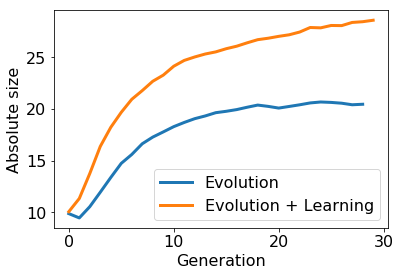 25
20
15
10
Absolute size
Evolution
Evolution + Learning
0 10 20 30
Generation